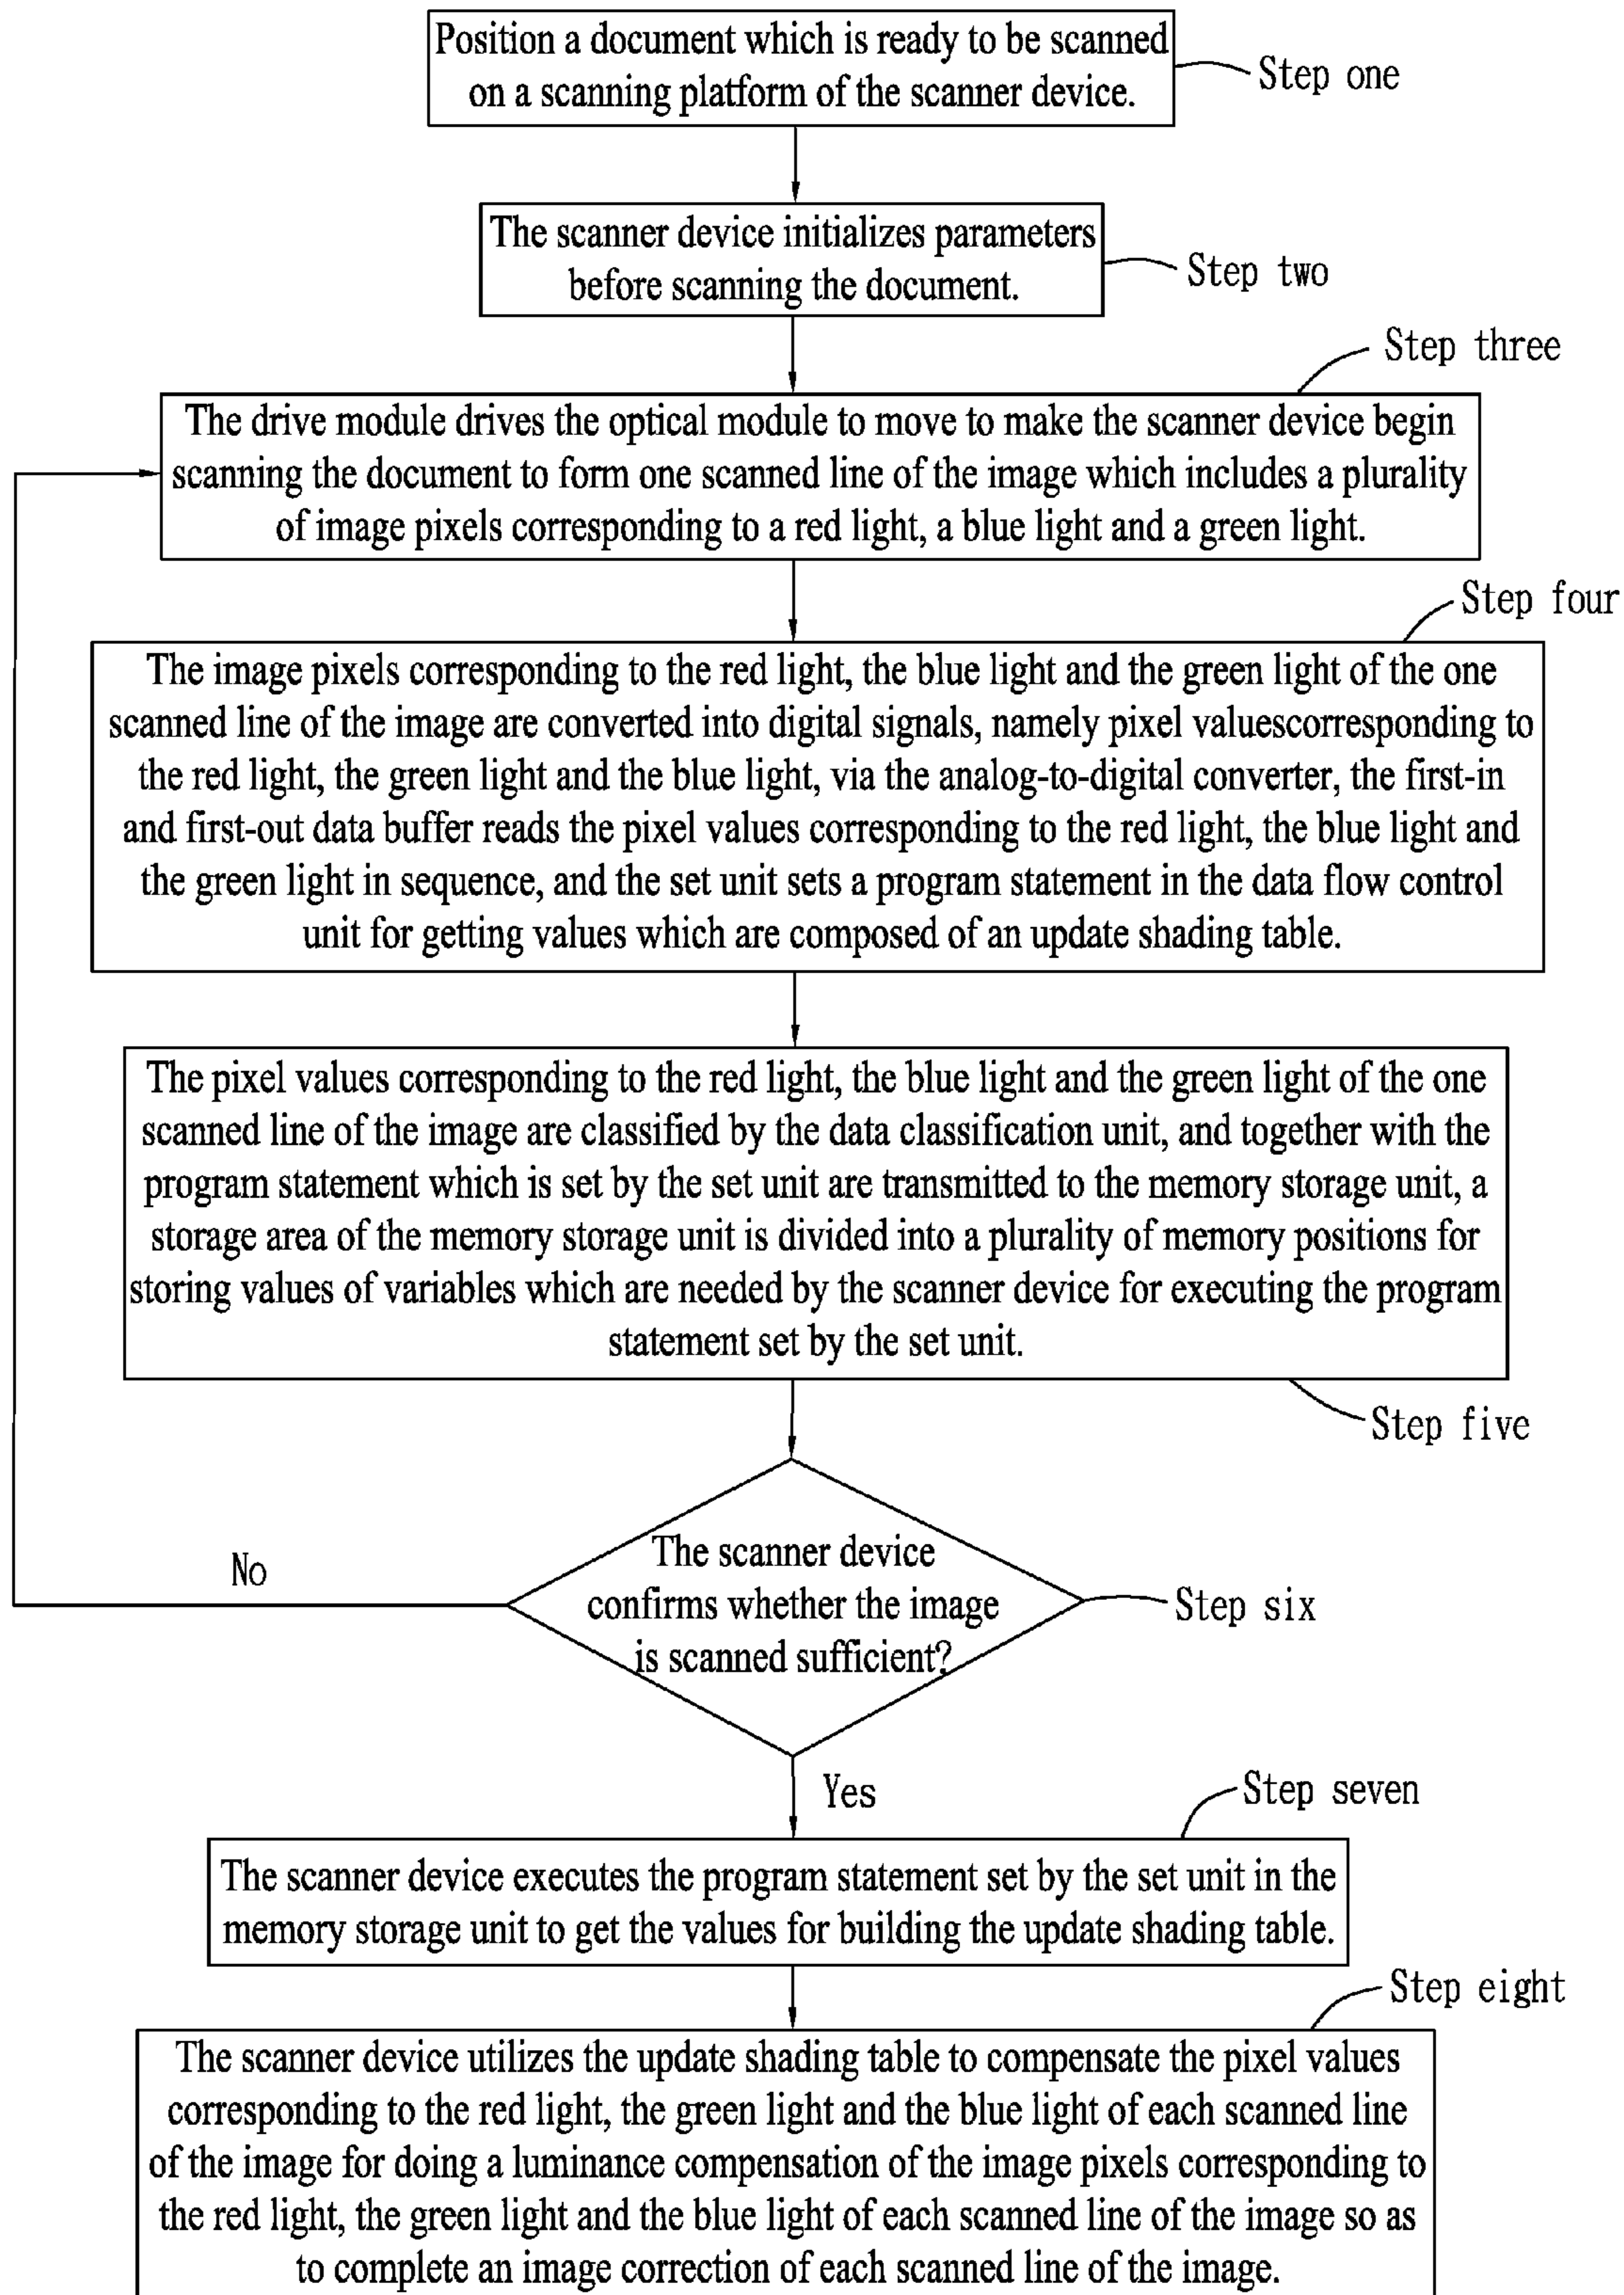 Position a document which is ready to be scanned
on a scanning platform of the scanner device.
Step one
The scanner device initializes parameters
before scanning the document.
Step two
Step three
The drive module drives the optical module to move to make the scanner device begin
scanning the document to form one scanned line of the image which includes a plurality
of image pixels corresponding to a red light, a blue light and a green light.
Step four
The image pixels corresponding to the red light, the blue light and the green light of the one
scanned line of the image are converted into digital signals, namely pixel valuescorresponding to
the red light, the green light and the blue light, via the analog-to-digital converter, the first-in
and first-out data buffer reads the pixel values corresponding to the red light, the blue light and
the green light in sequence, and the set unit sets a program statement in the data flow control
unit for getting values which are composed of an update shading table.
The pixel values corresponding to the red light, the blue light and the green light of the one
scanned line of the image are classified by the data classification unit, and together with the
program statement which is set by the set unit are transmitted to the memory storage unit, a
storage area of the memory storage unit is divided into a plurality of memory positions for
storing values of variables which are needed by the scanner device for executing the program
statement set by the set unit.
Step five
The scanner device
confirms whether the image
is scanned sufficient?
No
Step six
Yes
Step seven
The scanner device executes the program statement set by the set unit in the
memory storage unit to get the values for building the update shading table.
Step eight
The scanner device utilizes the update shading table to compensate the pixel values
corresponding to the red light, the green light and the blue light of each scanned line
of the image for doing a luminance compensation of the image pixels corresponding to
the red light, the green light and the blue light of each scanned line of the image so as
to complete an image correction of each scanned line of the image.